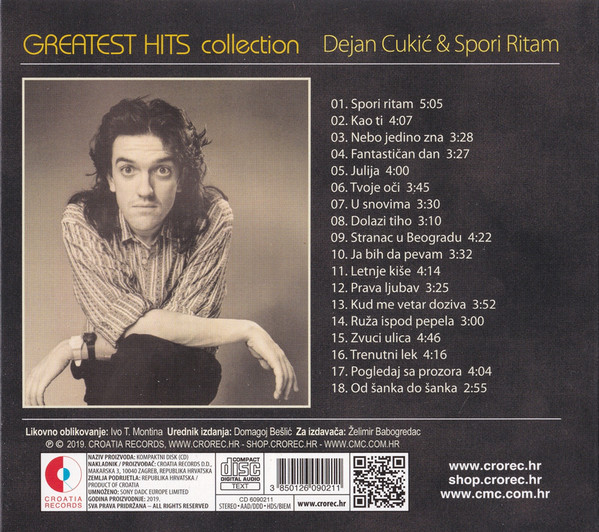 GREATEST HITS collection Dejan Cukić & Spori Ritam
01. Spori ritam 5:05
02. Kao ti 4:07
03. Nebo jedino zna 3:28
04. Fantastičan dan 3:27
05. Julija 4:00
06. Tvoje oči 3:45
07. U snovima 3:30
08. Dolazi tiho 3:10
09. Stranac u Beogradu 4:22
10. Ja bih da pevam 3:32
11. Letnje kiše 4:14
12. Prava ljubav 3:25
13. Kud me vetar doziva 3:52
14. Ruža ispod pepela 3:00
15. Zvuci ulica 4:46
16. Trenutni lek 4:16
17. Pogledaj sa prozora 4:04
18. Od šanka do šanka 2:55
Likovno oblikovanje: Ivo T. Montina Urednik izdanja: Domagoj Bešlić Za izdavača: Želimir Babogredac
℗ © 2019. CROATIA RECORDS, WWW.CROREC.HR - SHOP.CROREC.HR - WWW.CMC.COM.HR
CROATIA
RECORDS
NAZIV PROIZVODA: KOMPAKTNI DISK (CD)
NAKLADNIK / PROIZVOĐAČ: CROATIA RECORDS D.D.,
MAKARSKA 3, 10040 ZAGREB, REPUBLIKA HRVATSKA
ZEMLJA PODRIJETLA: REPUBLIKA HRVATSKA /
PRODUCT OF CROATIA
UMNOŽENO: SONY DADC EUROPE LIMITED
GODINA PROIZVODNJE: 2019.
SVA PRAVA PRIDRŽANA – ALL RIGHTS RESERVED
COMPACT
disc
DIGITAL AUDIO
TEXT
CD 6090211
STEREO•AAD/DDD•HDS/BIEM
3 850126 090211
www.crorec.hr
shop.crorec.hr
www.cmc.com.hr